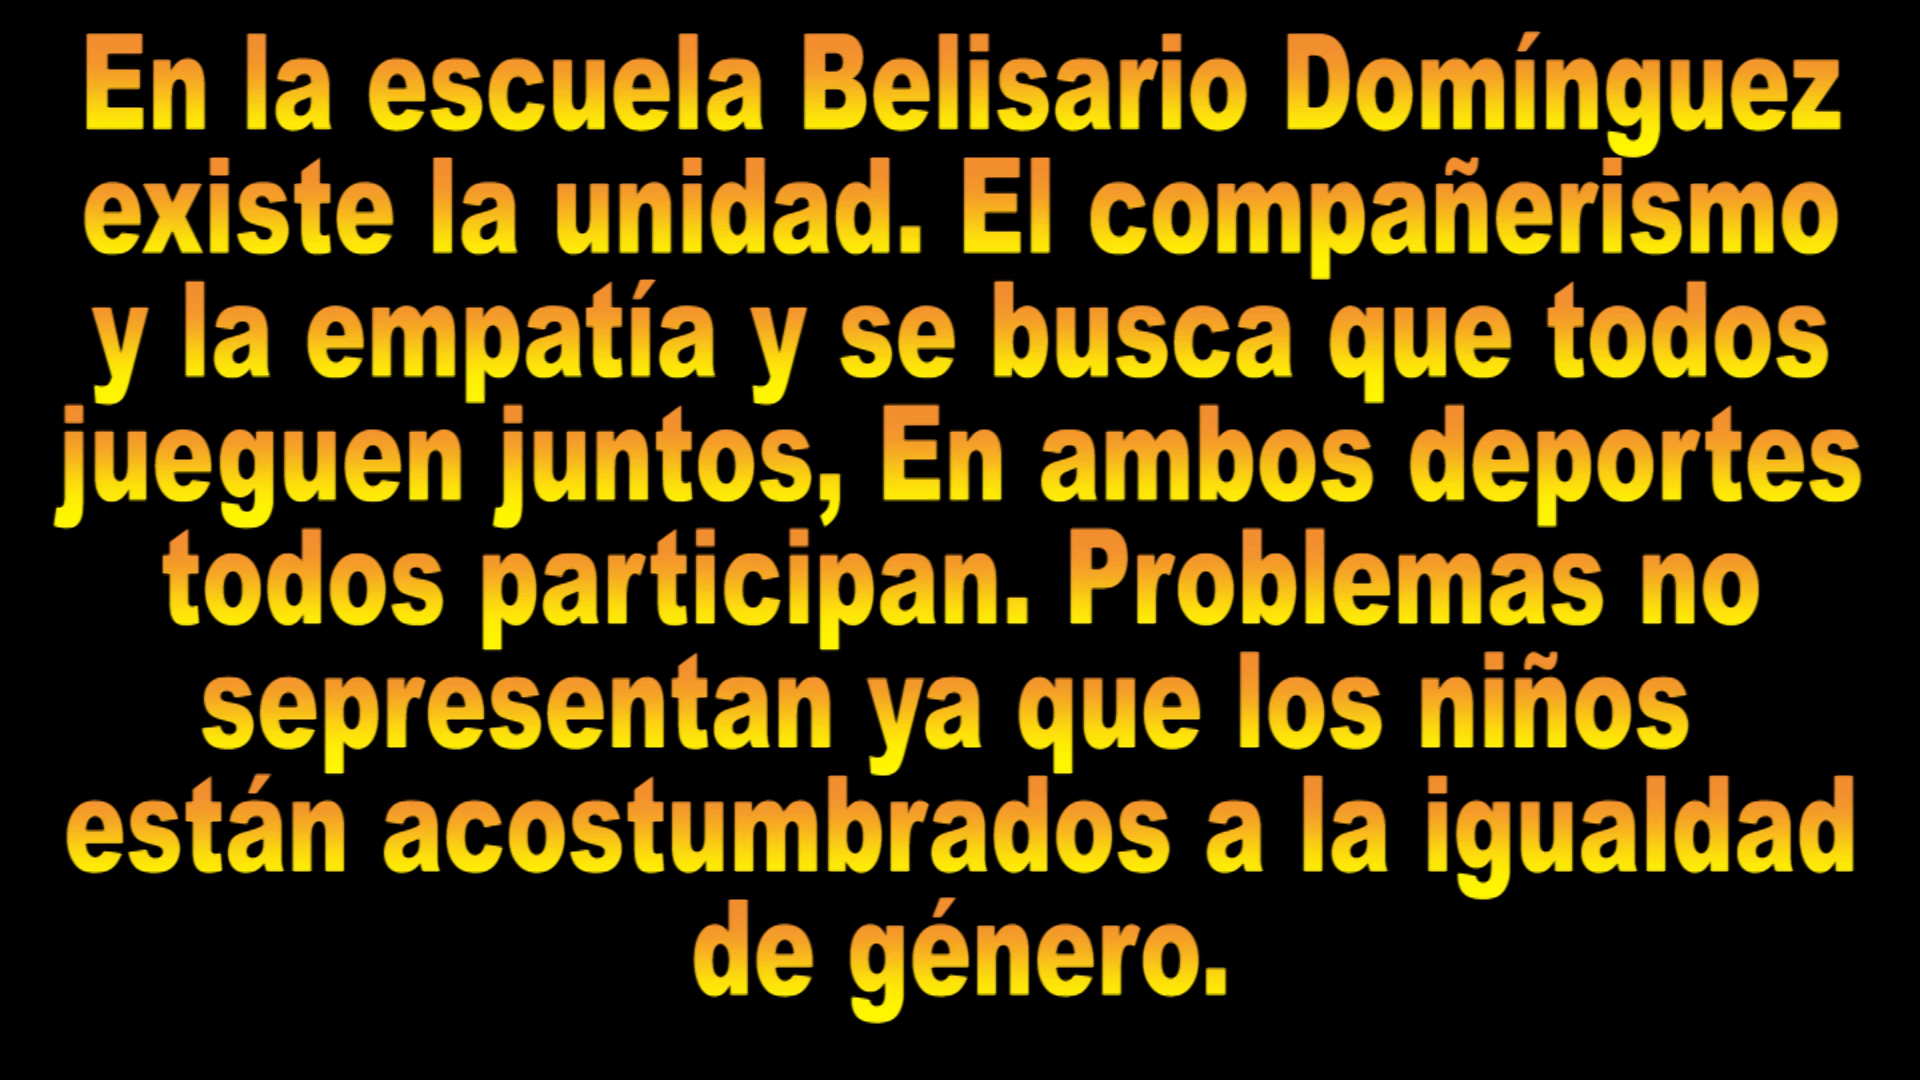 En la escuela Belisario Domínguez
existe la unidad. El compañerismo
y la empatía y se busca que todos
jueguen juntos, En ambos deportes
todos participan. Problemas no
sepresentan ya que los niños
están acostumbrados a la igualdad
de género.